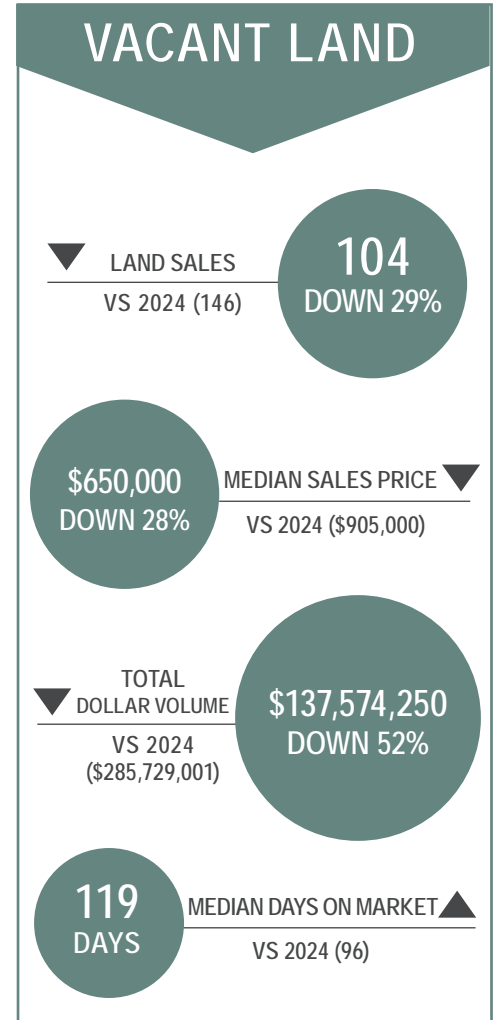 VACANT LAND
LAND SALES
VS 2024 (146)
104
DOWN 29%
$650,000
DOWN 28%
MEDIAN SALES PRICE
VS 2024 ($905,000)
TOTAL
DOLLAR VOLUME
VS 2024
($285,729,001)
$137,574,250
DOWN 52%
119
DAYS
MEDIAN DAYS ON MARKET
VS 2024 (96)